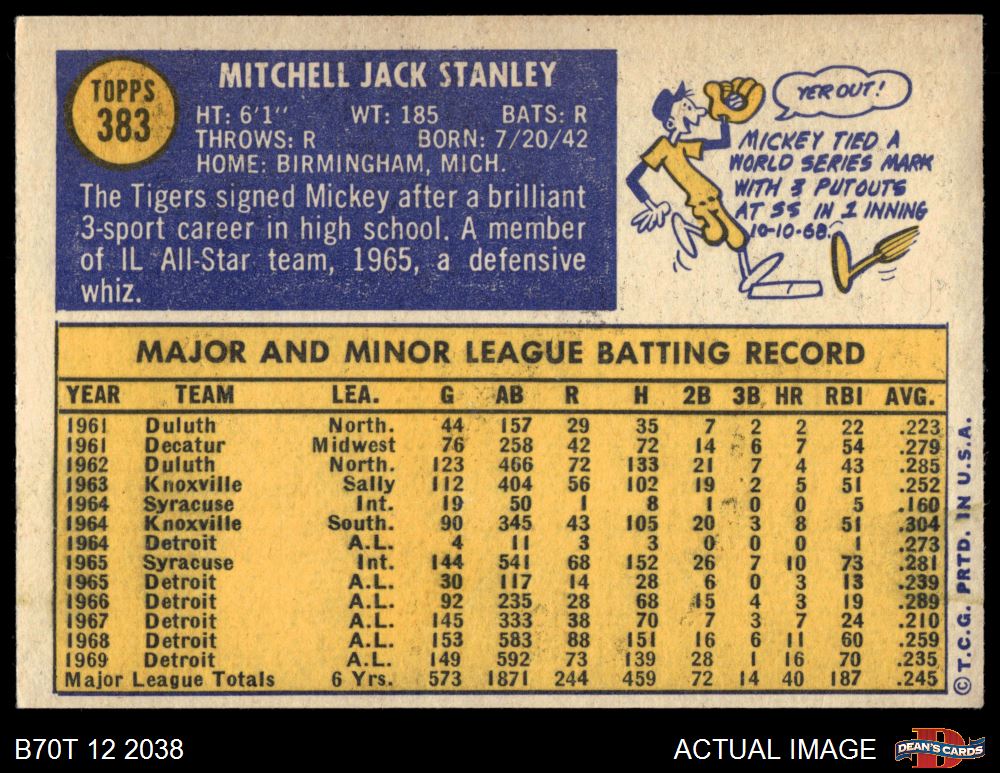 TOPPS
383
MITCHELL JACK STANLEY
HT: 6'1" WT: 185 BATS: R
THROWS: R BORN: 7/20/42
HOME: BIRMINGHAM, MICH.
The Tigers signed Mickey after a brilliant
3-sport career in high school. A member
of IL All-Star team, 1965, a defensive
whiz.
YER OUT!
MICKEY TIED A
WORLD SERIES MARK
WITH 3 PUTOUTS
AT SS IN 1 INNING
10-10-68.
MAJOR AND MINOR LEAGUE BATTING RECORD
YEAR TEAM LEA. G AB R H 2B 3B HR RBI AVG.
1961 Duluth North. 44 157 29 35 7 2 2 22 .223
1961 Decatur Midwest 76 258 42 72 14 6 7 54 .279
1962 Duluth North. 123 466 72 133 21 7 4 43 .285
1963 Knoxville Sally 112 404 56 102 19 2 5 51 .252
1964 Syracuse Int. 19 50 1 8 1 0 0 5 .160
1964 Knoxville South. 90 345 43 105 20 3 8 51 .304
1964 Detroit A.L. 4 11 3 3 0 0 0 1 .273
1965 Syracuse Int. 144 541 68 152 26 7 10 73 .281
1965 Detroit A.L. 30 117 14 28 6 0 3 13 .239
1966 Detroit A.L. 92 235 28 68 15 4 3 19 .289
1967 Detroit A.L. 145 333 38 70 7 3 7 24 .210
1968 Detroit A.L. 153 583 88 151 16 6 11 60 .259
1969 Detroit A.L. 149 592 73 139 28 1 16 70 .235
Major League Totals 6 Yrs. 573 1871 244 459 72 14 40 187 .245
©T.C.G. PRTD. IN U.S.A.
B70T 12 2038
ACTUAL IMAGE
D
DEAN'S CARDS